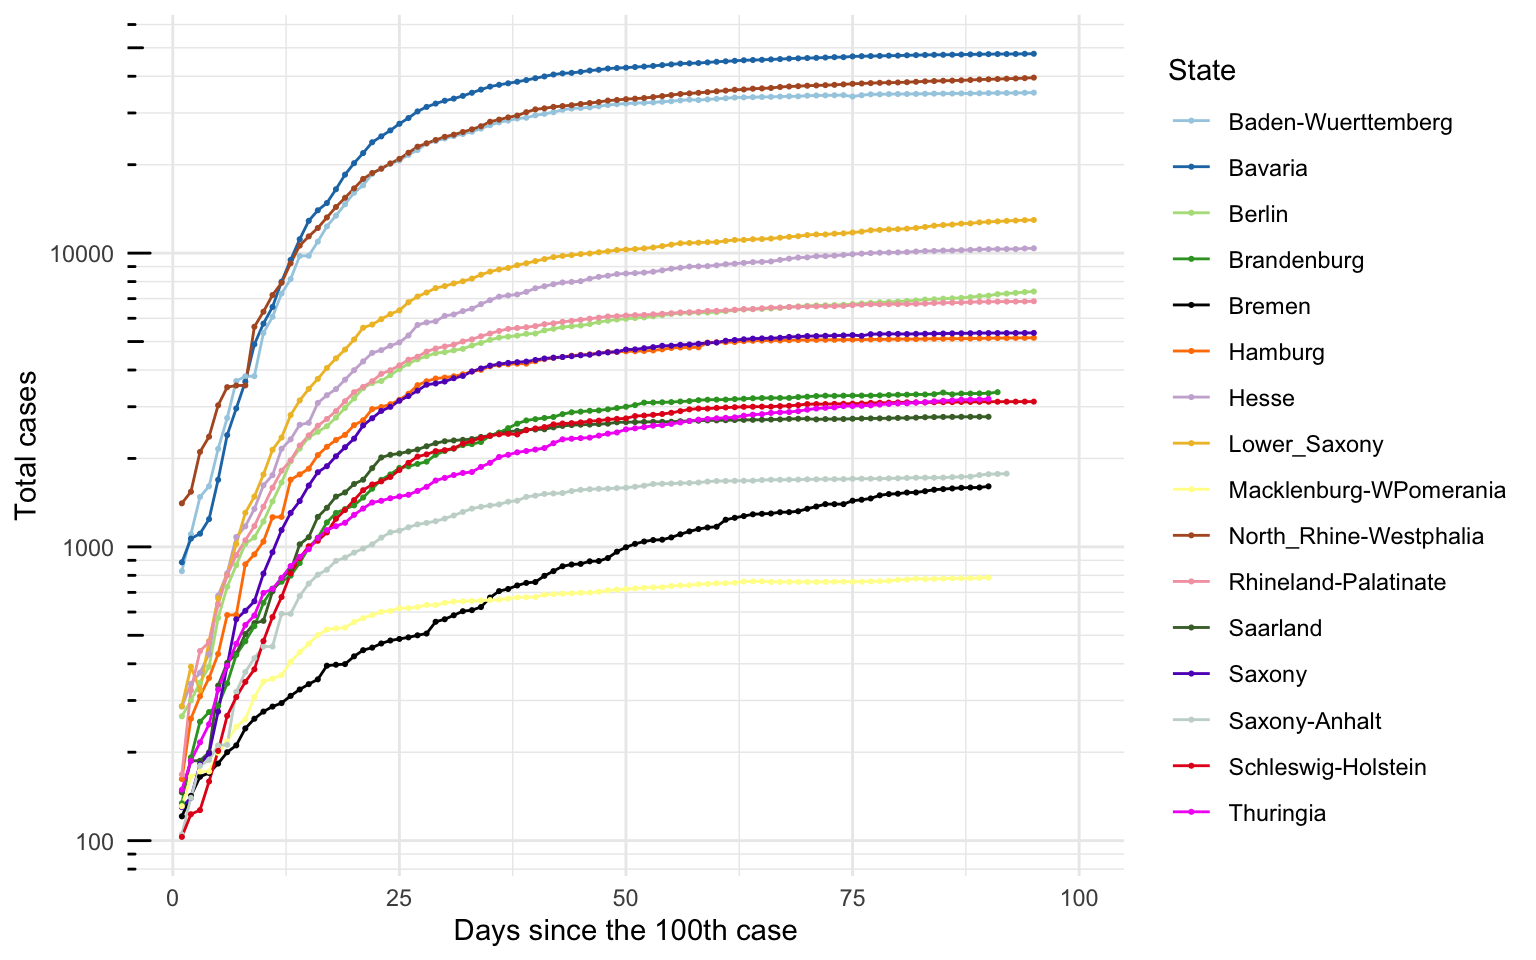 Total cases
10000
1000
100
0 25 50 75 100
Days since the 100th case
State
Baden-Wuerttemberg
Bavaria
Berlin
Brandenburg
Bremen
Hamburg
Hesse
Lower_Saxony
Macklenburg-WPomerania
North_Rhine-Westphalia
Rhineland-Palatinate
Saarland
Saxony
Saxony-Anhalt
Schleswig-Holstein
Thuringia